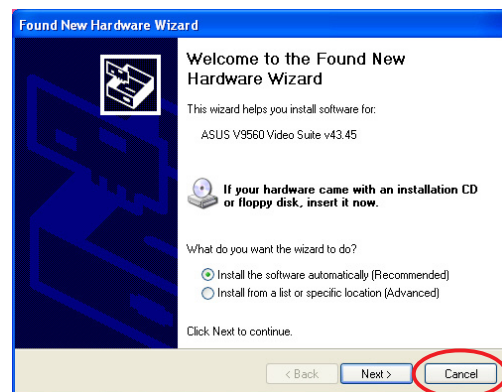 Found New Hardware Wizard
Welcome to the Found New
Hardware Wizard
This wizard helps you install software for:
ASUS V9560 Video Suite v43.45
If your hardware came with an installation CD
or floppy disk, insert it now.
What do you want the wizard to do?
Install the software automatically (Recommended)
Install from a list or specific location (Advanced)
Click Next to continue.
< Back Next > Cancel